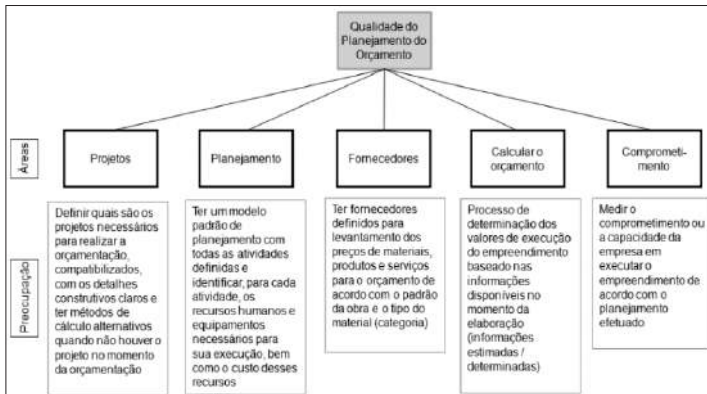 Qualidade do
Planejamento do
Orçamento
Áreas
Projetos
Planejamento
Fornecedores
Calcular o
orçamento
Comprometi-
mento
Preocupação
Definir quais são os
projetos necessários
para realizar a
orçamentação,
compatibilizados,
com os detalhes
construtivos claros e
ter métodos de
cálculo alternativos
quando não houver o
projeto no momento
da orçamentação
Ter um modelo
padrão de
planejamento com
todas as atividades
definidas e
identificar, para cada
atividade, os
recursos humanos e
equipamentos
necessários para
sua execução, bem
como o custo desses
recursos
Ter fornecedores
definidos para
levantamento dos
preços de materiais,
produtos e serviços
para o orçamento de
acordo com o padrão
da obra e o tipo do
material (categoria)
Processo de
determinação dos
valores de execução
do empreendimento
baseado nas
informações
disponíveis no
momento da
elaboração
(informações
estimadas /
determinadas)
Medir o
comprometimento ou
a capacidade da
empresa em
executar o
empreendimento de
acordo com o
planejamento
efetuado